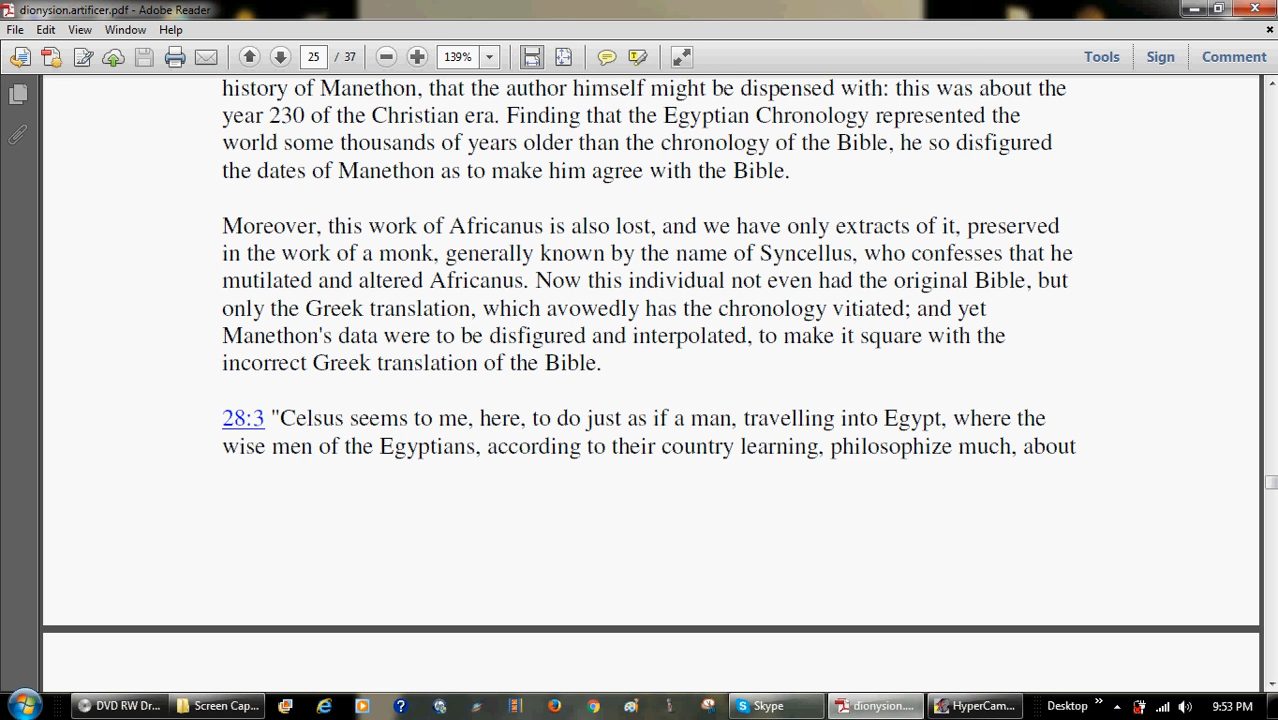 dionysion.artificer.pdf - Adobe Reader
File Edit View Window Help
25 / 37 139% Tools Sign Comment
history of Manethon, that the author himself might be dispensed with: this was about the
year 230 of the Christian era. Finding that the Egyptian Chronology represented the
world some thousands of years older than the chronology of the Bible, he so disfigured
the dates of Manethon as to make him agree with the Bible.
Moreover, this work of Africanus is also lost, and we have only extracts of it, preserved
in the work of a monk, generally known by the name of Syncellus, who confesses that he
mutilated and altered Africanus. Now this individual not even had the original Bible, but
only the Greek translation, which avowedly has the chronology vitiated; and yet
Manethon's data were to be disfigured and interpolated, to make it square with the
incorrect Greek translation of the Bible.
28:3 "Celsus seems to me, here, to do just as if a man, travelling into Egypt, where the
wise men of the Egyptians, according to their country learning, philosophize much, about
DVD RW Dr... Screen Cap... Skype dionysion.... HyperCam... Desktop » 9:53 PM